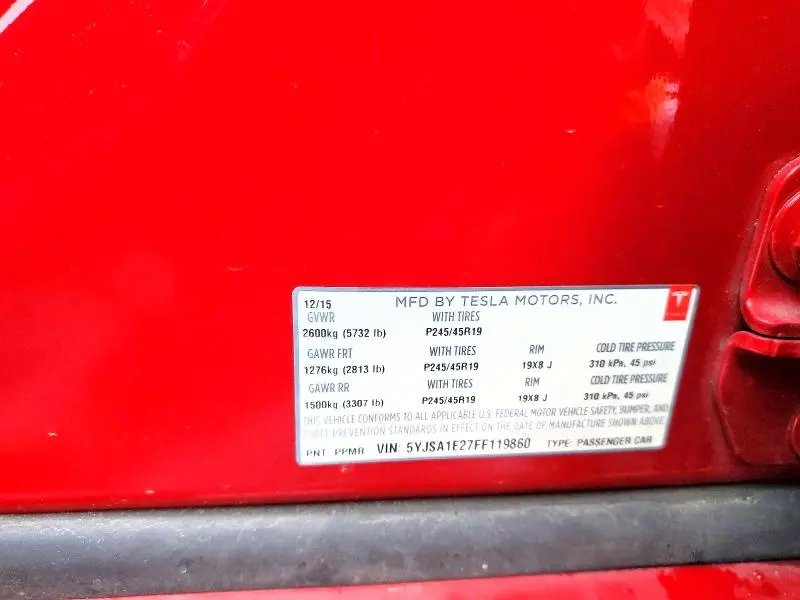 12/15 MFD BY TESLA MOTORS, INC.
GVWR WITH TIRES
2600kg (5732 lb) P245/45R19
GAWR FRT WITH TIRES RIM COLD TIRE PRESSURE
1276kg (2813 lb) P245/45R19 19X8 J 310 kPa, 45 psi
GAWR RR WITH TIRES RIM COLD TIRE PRESSURE
1500kg (3307 lb) P245/45R19 19X8 J 310 kPa, 45 psi
THIS VEHICLE CONFORMS TO ALL APPLICABLE U.S. FEDERAL MOTOR VEHICLE SAFETY, BUMPER, AND
THEFT PREVENTION STANDARDS IN EFFECT ON THE DATE OF MANUFACTURE SHOWN ABOVE.
PNT PPMR VIN: 5YJSA1E27FF119860 TYPE: PASSENGER CAR